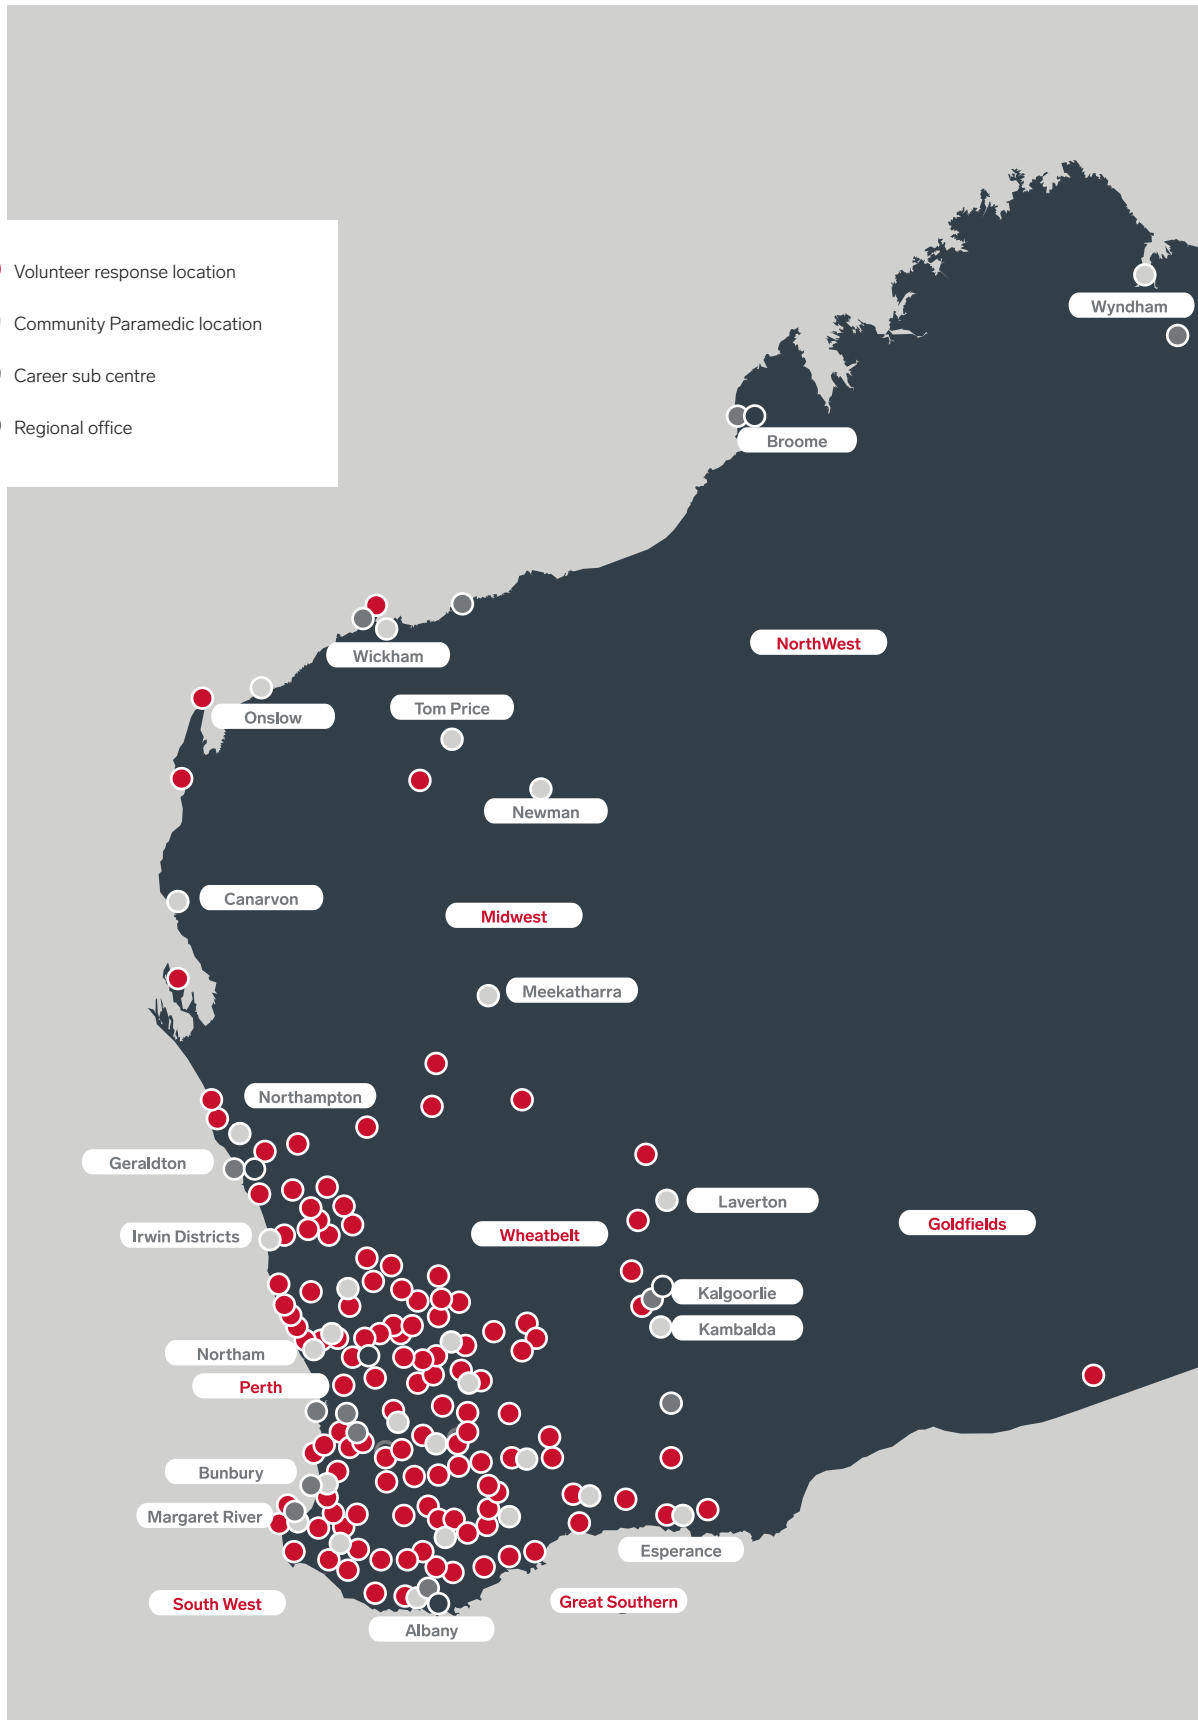 Volunteer response location
Community Paramedic location
Career sub centre
Regional office
Wyndham
Broome
NorthWest
Wickham
Tom Price
Onslow
Newman
Canarvon
Midwest
Meekatharra
Northampton
Geraldton
Laverton
Goldfields
Irwin Districts
Wheatbelt
Kalgoorlie
Kambalda
Northam
Perth
Bunbury
Margaret River
Esperance
South West
Great Southern
Albany